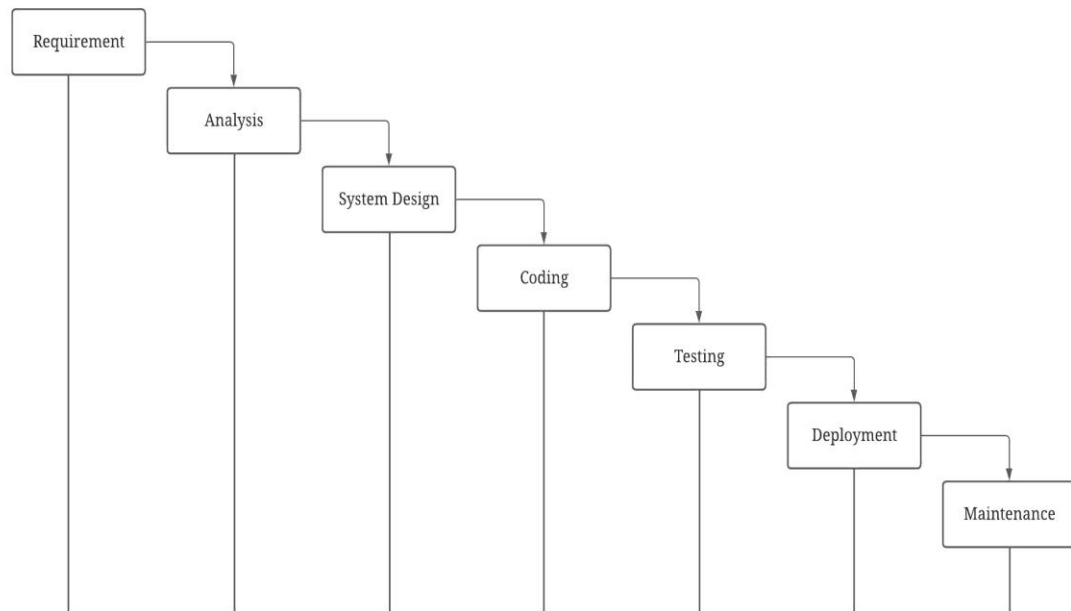 Requirement
Analysis
System Design
Coding
Testing
Deployment
Maintenance